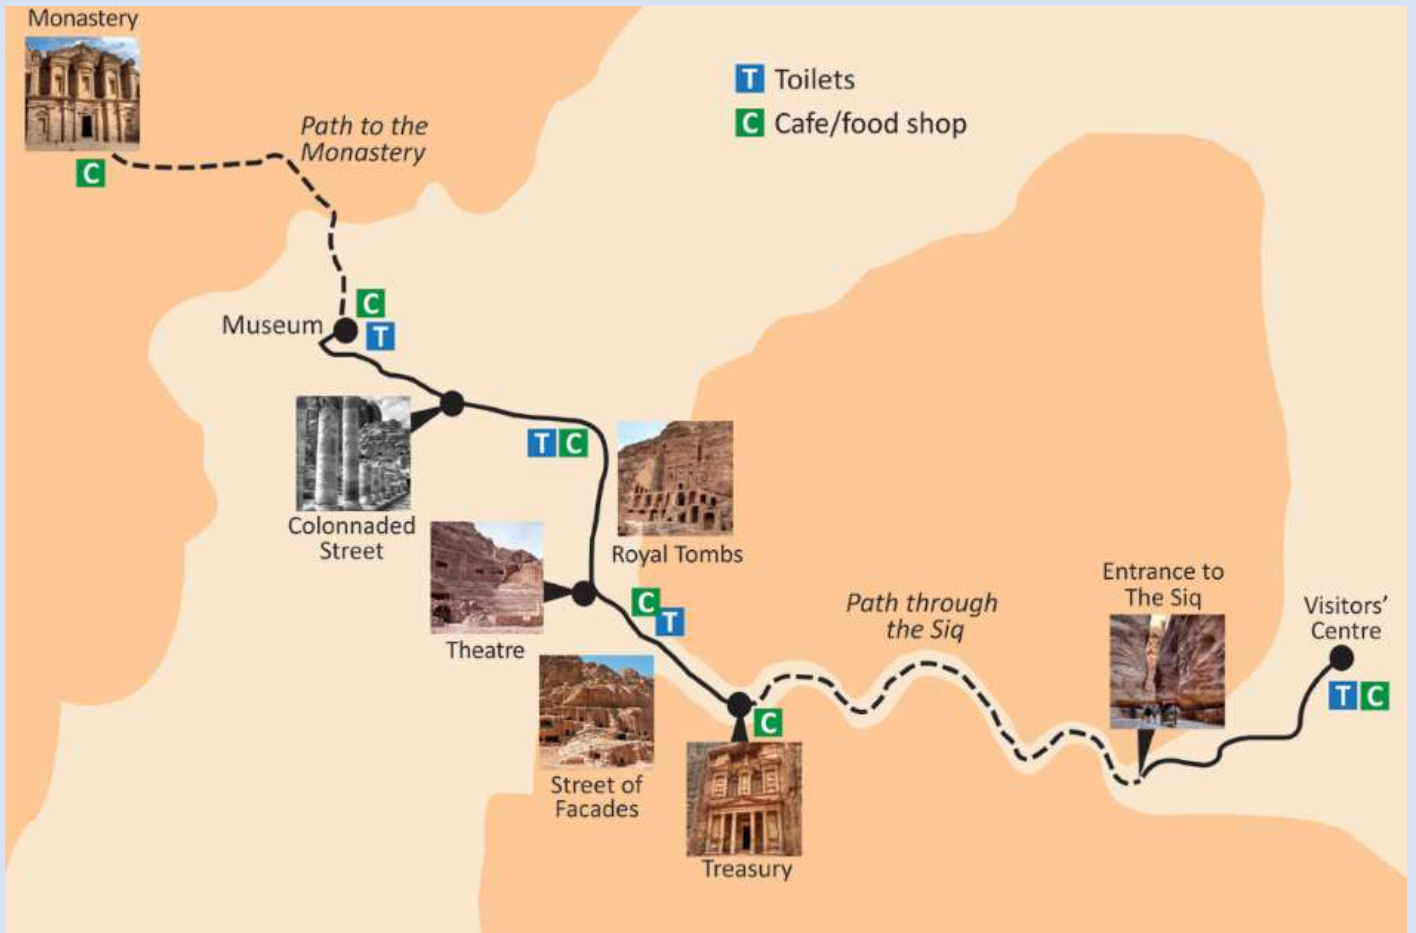 Monastery
Path to the
Monastery
T Toilets
C Cafe/food shop
C
C
Museum
T
T C
Colonnaded
Street
Royal Tombs
Theatre
C
T
Path through
the Siq
Entrance to
The Siq
Visitors’
Centre
T C
C
Street of
Facades
Treasury